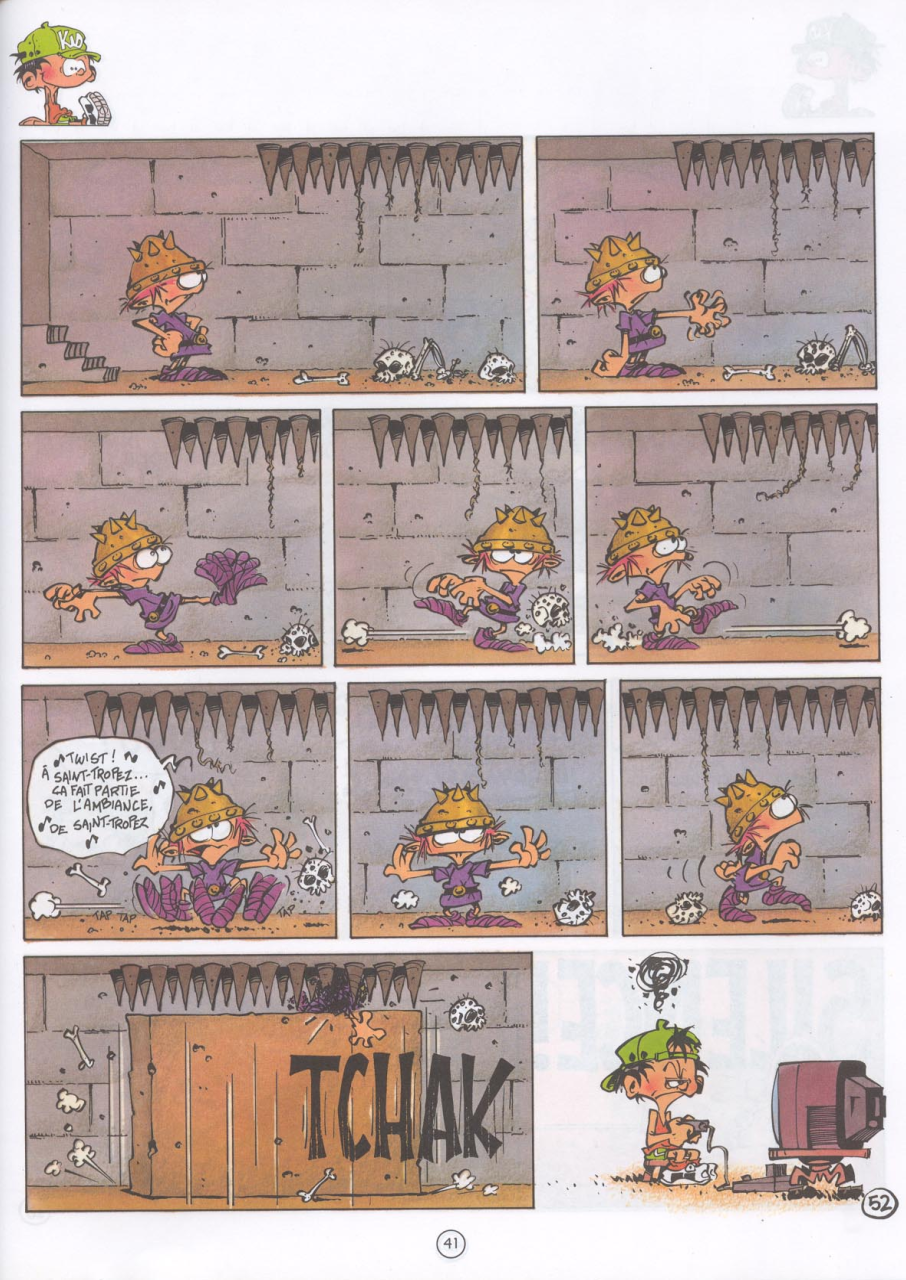 KID
♪TWIST! ♫
À SAINT-TROPEZ...
ÇA FAIT PARTIE
DE L'AMBIANCE,
♪DE SAINT-TROPEZ
♫
TAP TAP
TAP
TCHAK
52
41